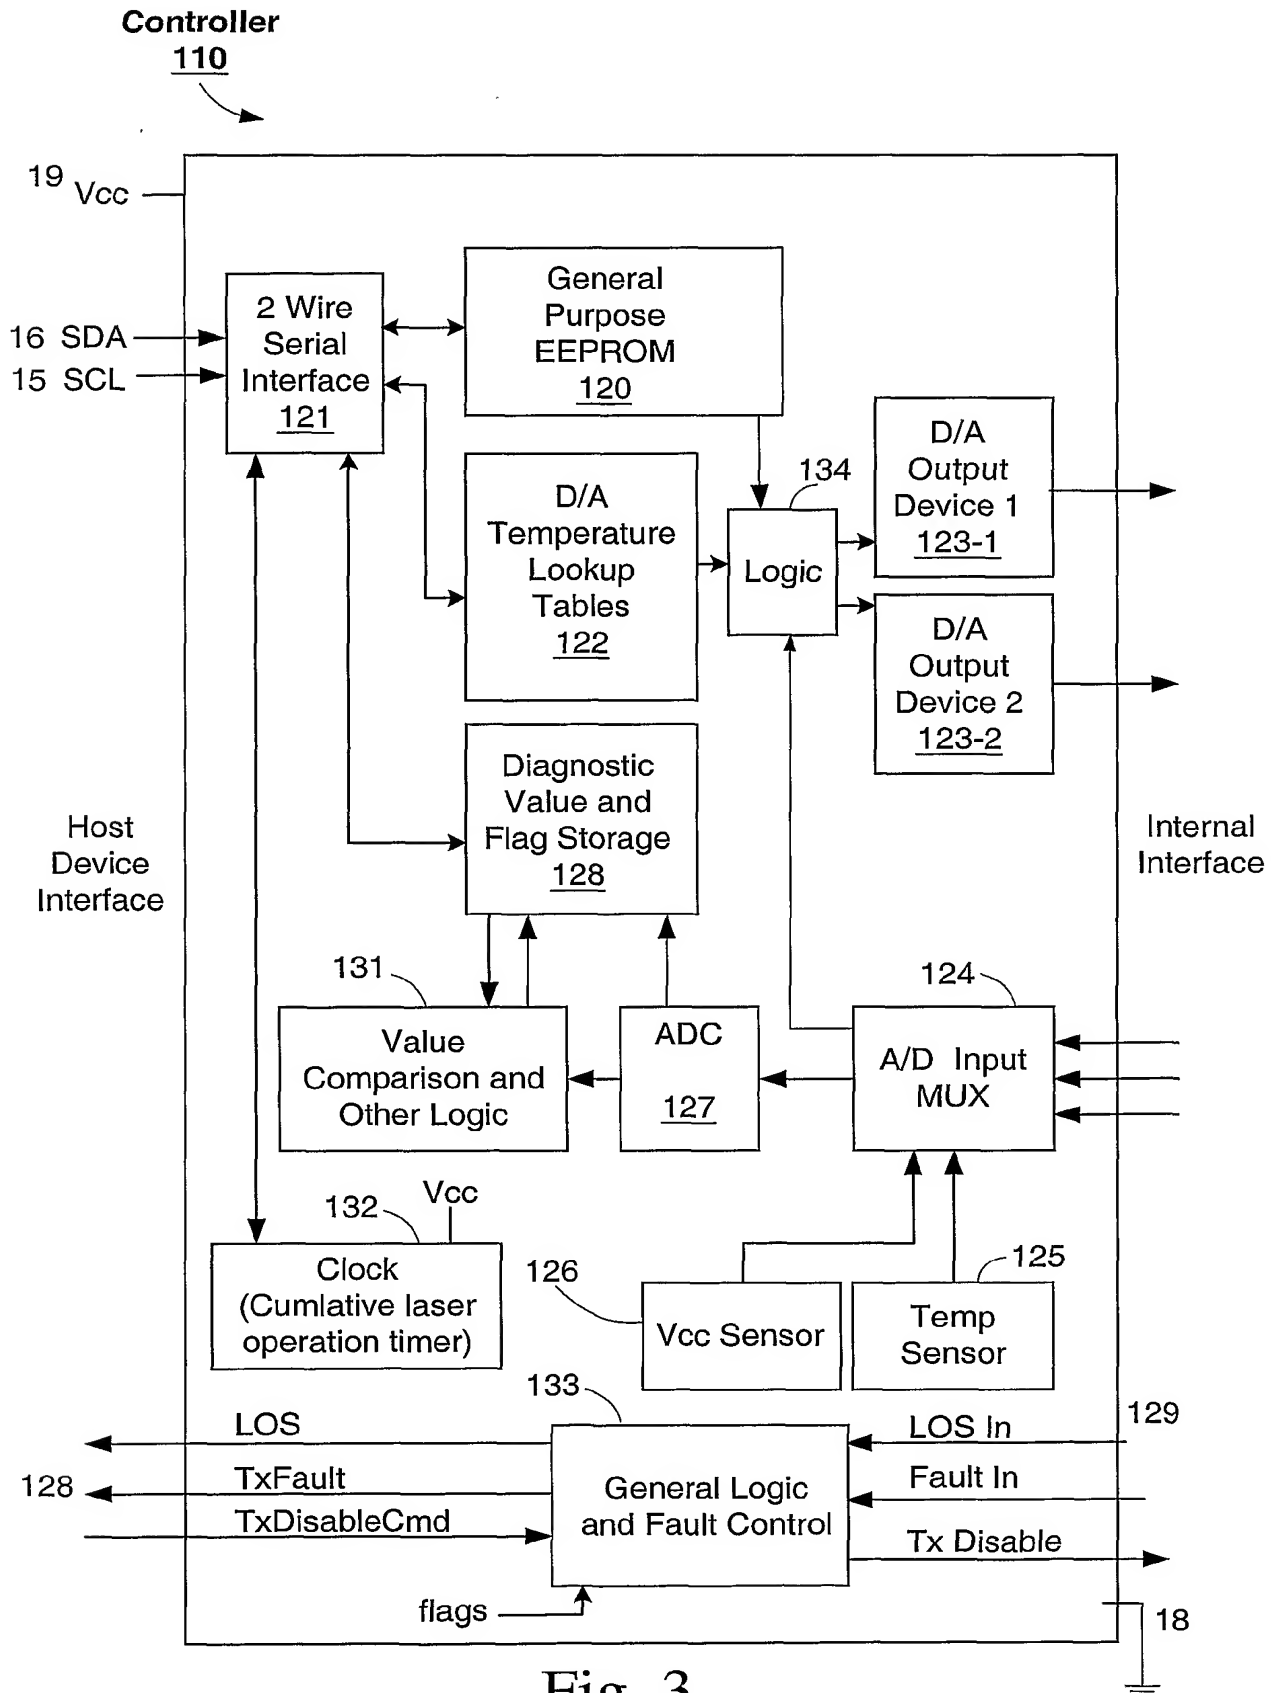 Controller
110
19 Vcc
16 SDA
15 SCL
2 Wire
Serial
Interface
121
General
Purpose
EEPROM
120
D/A
Temperature
Lookup
Tables
122
134
Logic
D/A
Output
Device 1
123-1
D/A
Output
Device 2
123-2
Diagnostic
Value and
Flag Storage
128
Host
Device
Interface
Internal
Interface
131
Value
Comparison and
Other Logic
ADC
127
124
A/D Input
MUX
132
Vcc
Clock
(Cumlative laser
operation timer)
126
Vcc Sensor
125
Temp
Sensor
133
General Logic
and Fault Control
LOS
TxFault
TxDisableCmd
128
LOS In
129
Fault In
Tx Disable
flags
18
Fig. 3